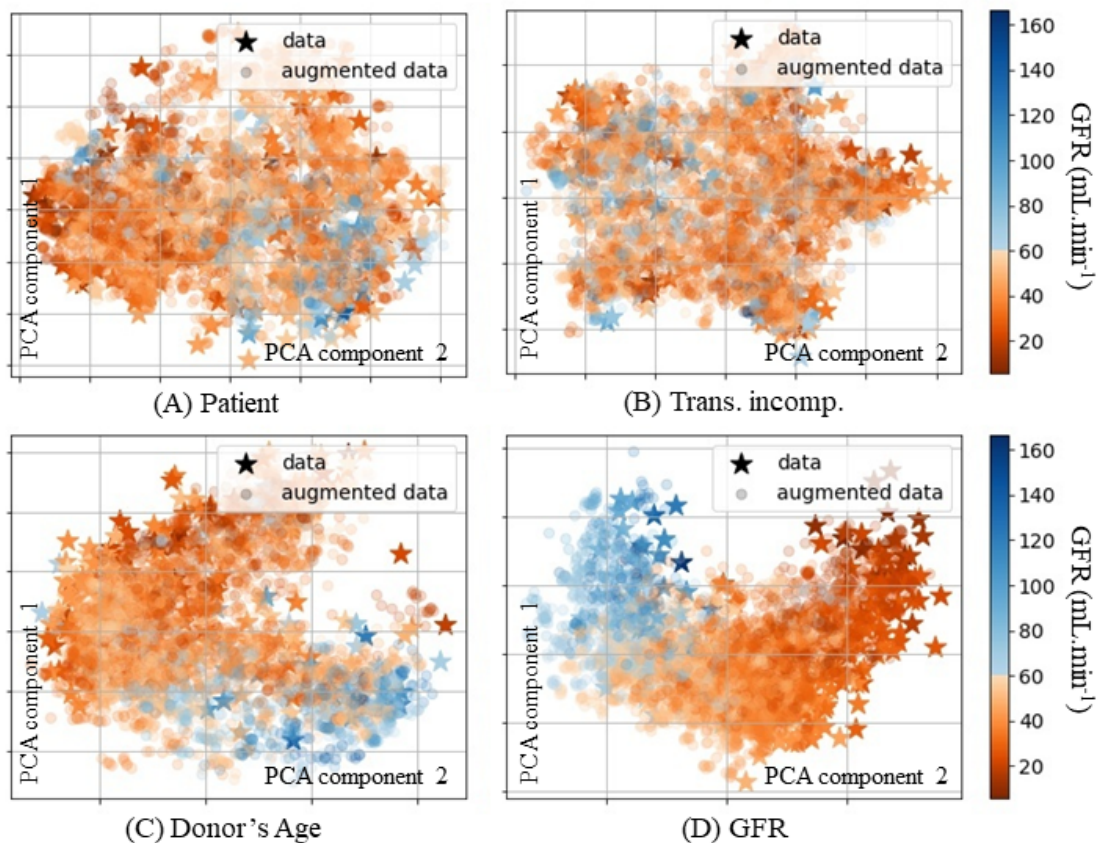 data
augmented data
PCA component 1
PCA component 2
(A) Patient
data
augmented data
PCA component 1
PCA component 2
(B) Trans. incomp.
160
140
120
100
80
60
40
20
GFR (mL.min⁻¹)
data
augmented data
PCA component 1
PCA component 2
(C) Donor's Age
data
augmented data
PCA component 1
PCA component 2
(D) GFR
160
140
120
100
80
60
40
20
GFR (mL.min⁻¹)